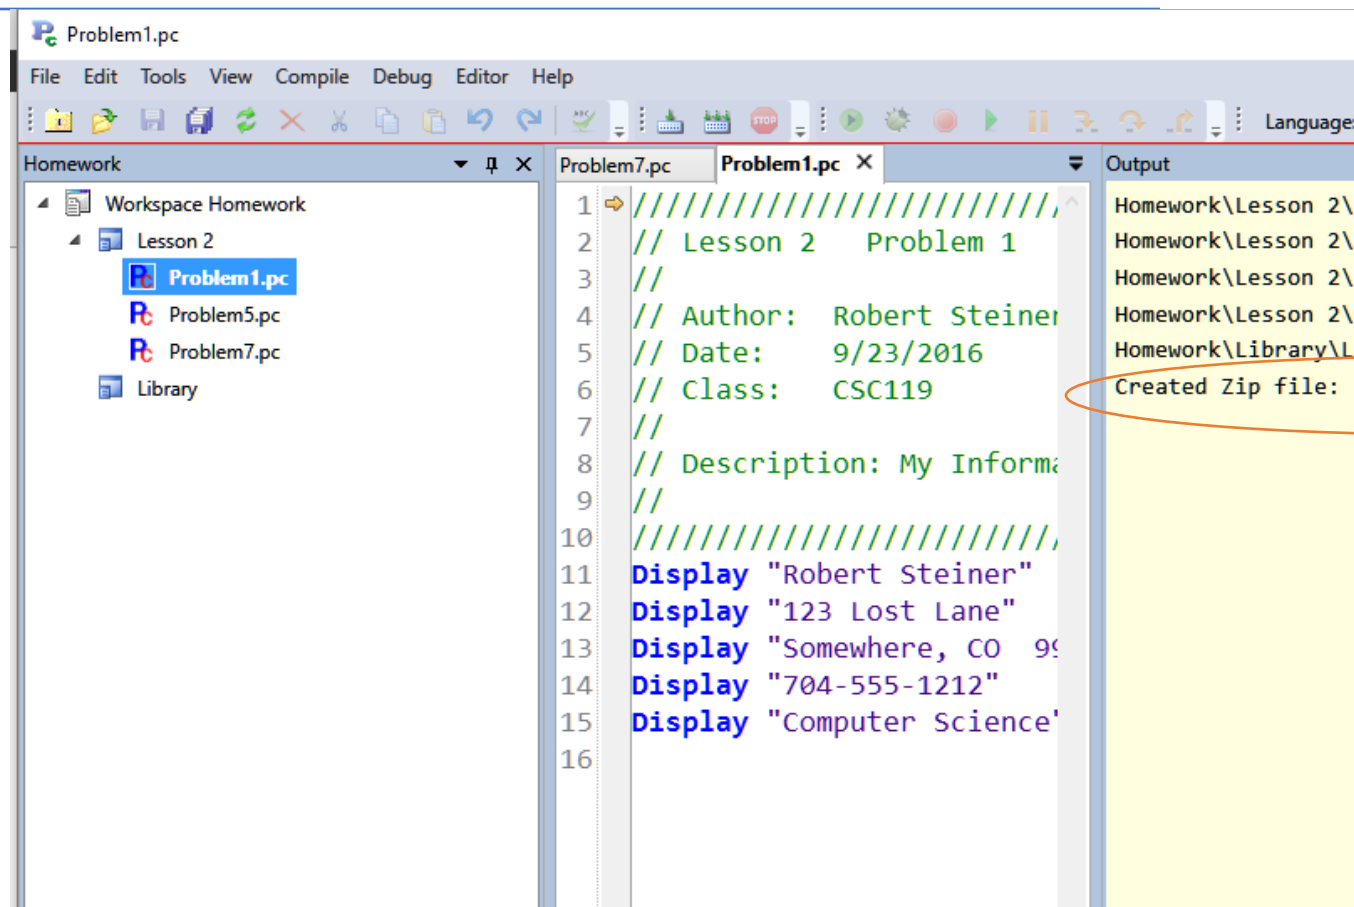 Problem1.pc
File Edit Tools View Compile Debug Editor Help
Language
Homework
Workspace Homework
Lesson 2
Problem1.pc
Problem5.pc
Problem7.pc
Library
Problem7.pc Problem1.pc
1 ////////////////////////////
2 // Lesson 2   Problem 1
3 //
4 // Author:  Robert Steiner
5 // Date:    9/23/2016
6 // Class:   CSC119
7 //
8 // Description: My Inform
9 //
10 ////////////////////////////
11 Display "Robert Steiner"
12 Display "123 Lost Lane"
13 Display "Somewhere, CO  99
14 Display "704-555-1212"
15 Display "Computer Science"
16
Output
Homework\Lesson 2\
Homework\Lesson 2\
Homework\Lesson 2\
Homework\Lesson 2\
Homework\Library\L
Created Zip file: